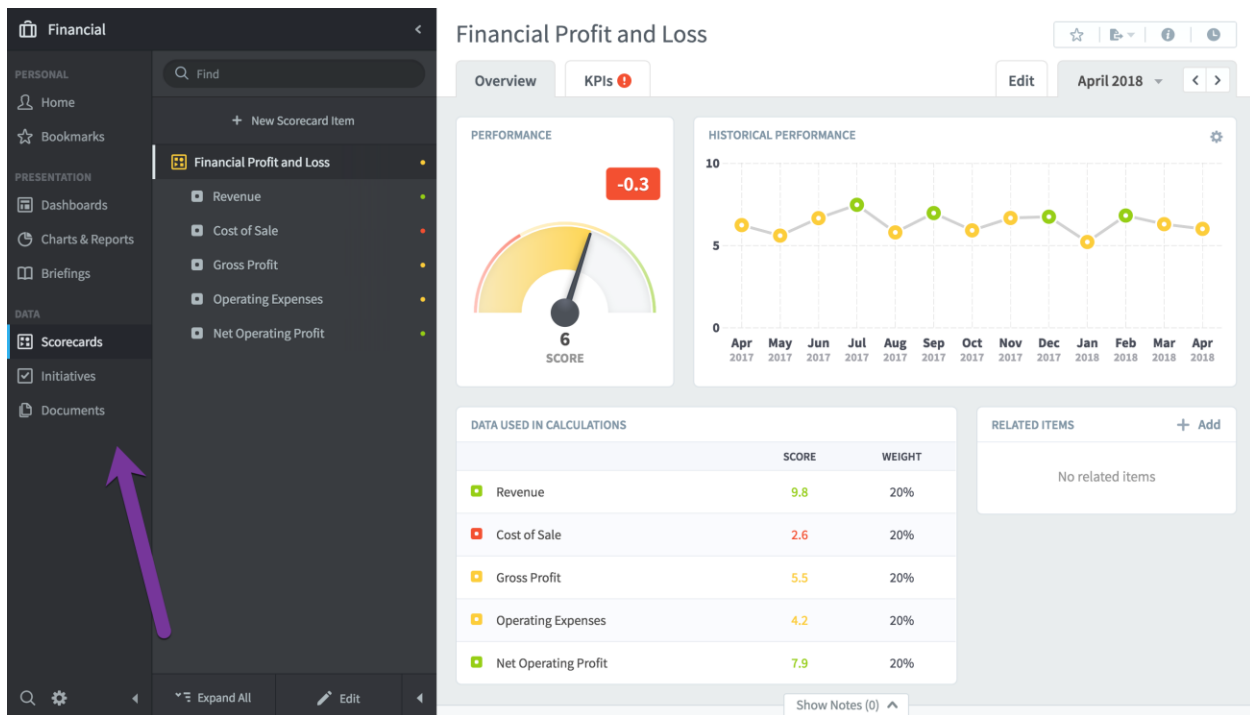 Financial
PERSONAL
Home
Bookmarks
PRESENTATION
Dashboards
Charts & Reports
Briefings
DATA
Scorecards
Initiatives
Documents
Find
+ New Scorecard Item
Financial Profit and Loss
Revenue
Cost of Sale
Gross Profit
Operating Expenses
Net Operating Profit
Expand All
Edit
Financial Profit and Loss
Overview KPIs Edit April 2018
PERFORMANCE
-0.3
6
SCORE
HISTORICAL PERFORMANCE
10
5
0
Apr May Jun Jul Aug Sep Oct Nov Dec Jan Feb Mar Apr
2017 2017 2017 2017 2017 2017 2017 2017 2017 2018 2018 2018 2018
DATA USED IN CALCULATIONS
SCORE WEIGHT
Revenue 9.8 20%
Cost of Sale 2.6 20%
Gross Profit 5.5 20%
Operating Expenses 4.2 20%
Net Operating Profit 7.9 20%
RELATED ITEMS + Add
No related items
Show Notes (0)